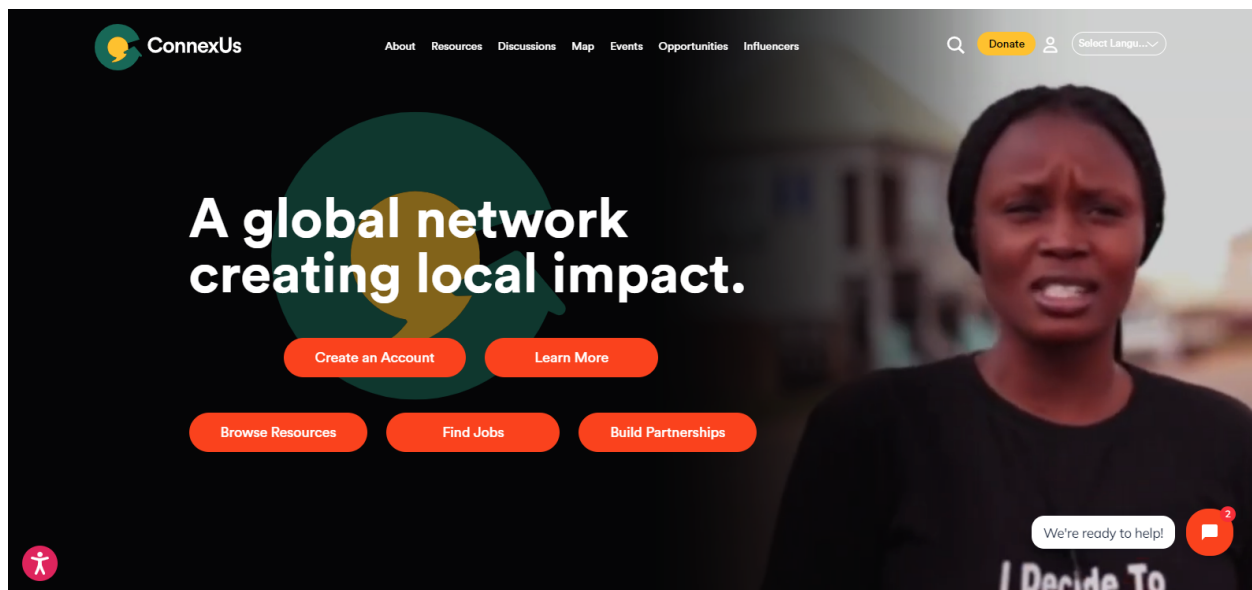 ConnexUs
About Resources Discussions Map Events Opportunities Influencers
Donate
Select Langu...
A global network
creating local impact.
Create an Account Learn More
Browse Resources Find Jobs Build Partnerships
2
We're ready to help!
I Decide To